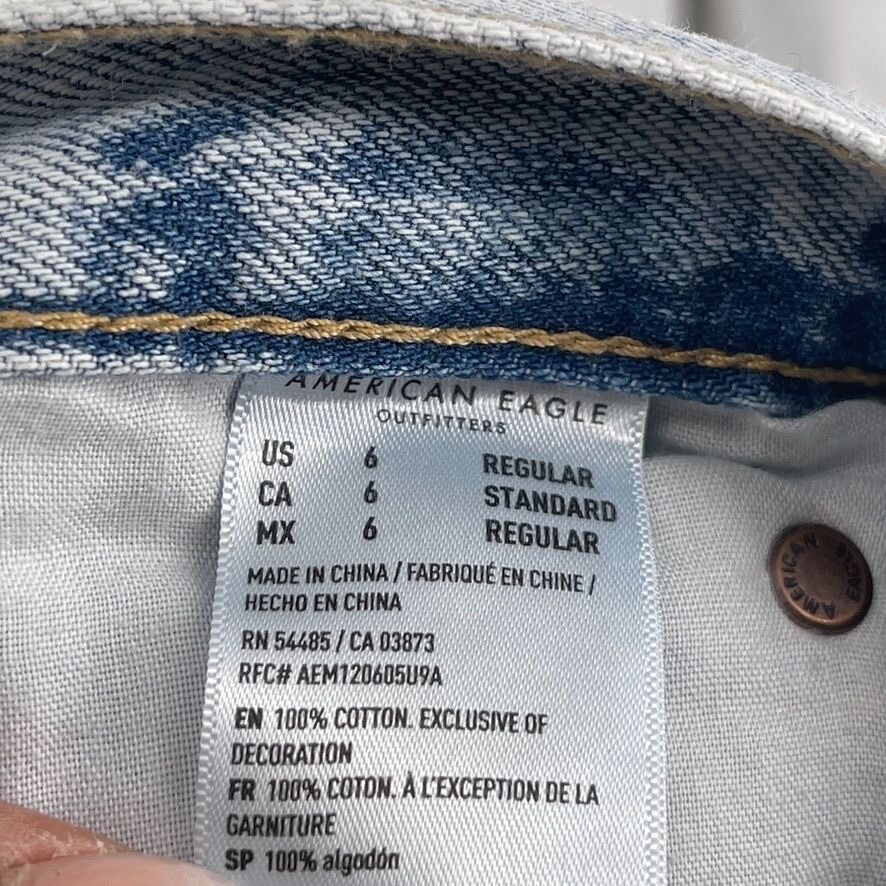 AMERICAN EAGLE
OUTFITTERS
US 6 REGULAR
CA 6 STANDARD
MX 6 REGULAR
MADE IN CHINA / FABRIQUÉ EN CHINE /
HECHO EN CHINA
RN 54485 / CA 03873
RFC# AEM120605U9A
EN 100% COTTON. EXCLUSIVE OF
DECORATION
FR 100% COTON. À L'EXCEPTION DE LA
GARNITURE
SP 100% algodón
AMERICAN EAGLE